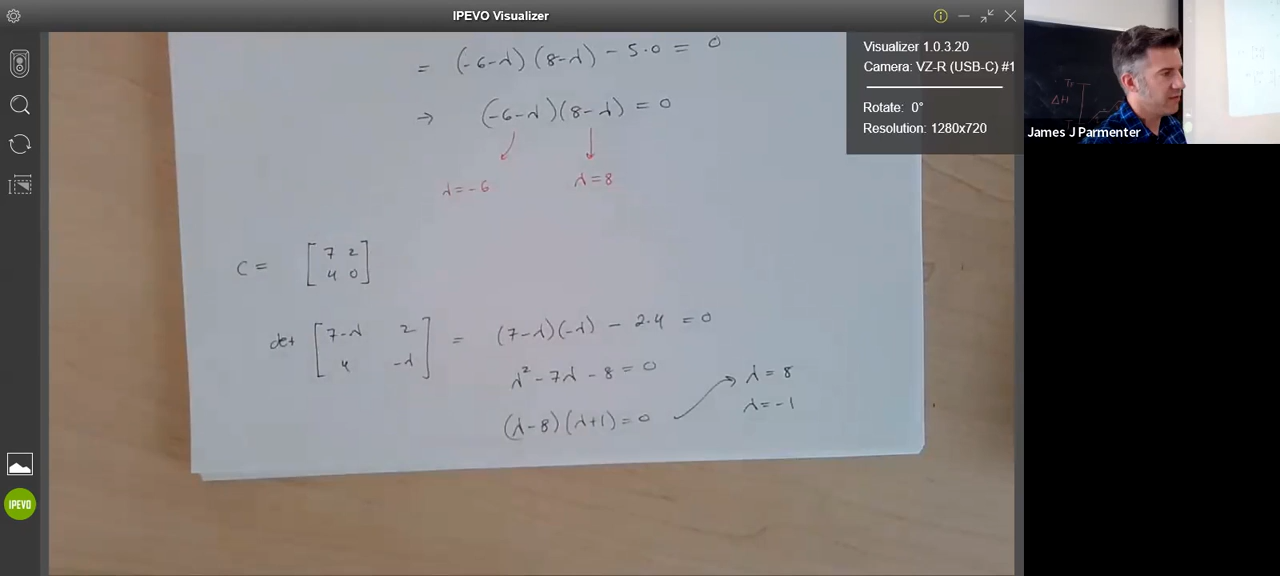 IPEVO Visualizer
Visualizer 1.0.3.20
Camera: VZ-R (USB-C) #1
Rotate: 0°
Resolution: 1280x720
James J Parmenter
= (-6-λ)(8-λ) - 5·0 = 0
→ (-6-λ)(8-λ) = 0
λ=-6 λ=8
C = [7 2
4 0]
det [7-λ 2
4 -λ] = (7-λ)(-λ) - 2·4 = 0
λ² - 7λ - 8 = 0
(λ-8)(λ+1) = 0
λ = 8
λ = -1
IPEVO
ΔH